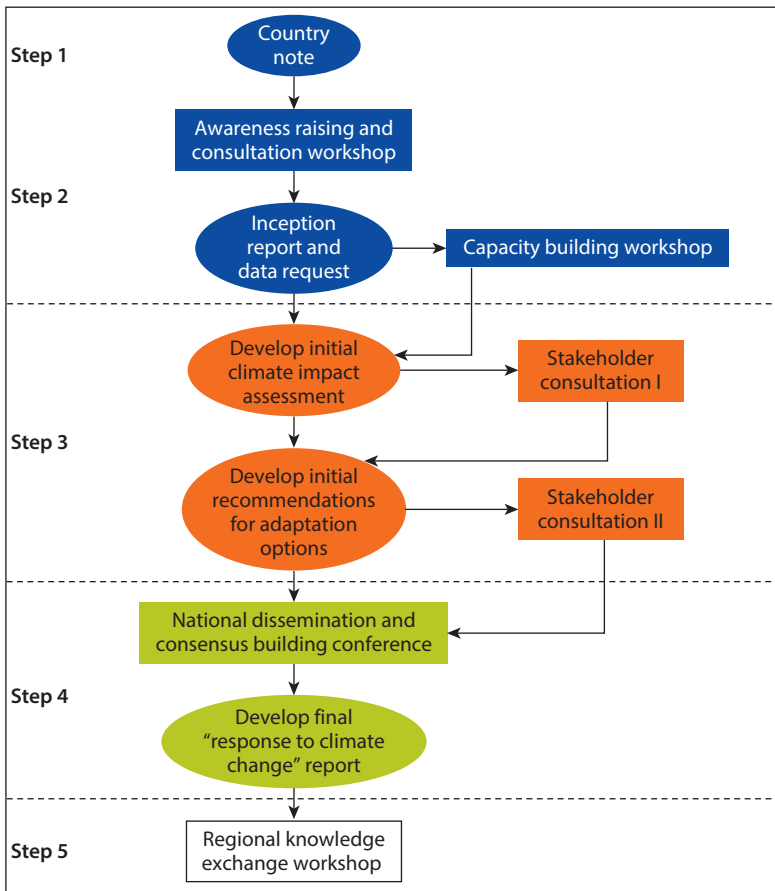 Step 1
Country
note
Awareness raising and
consultation workshop
Step 2
Inception
report and
data request
Capacity building workshop
Develop initial
climate impact
assessment
Stakeholder
consultation I
Step 3
Develop initial
recommendations
for adaptation
options
Stakeholder
consultation II
National dissemination and
consensus building conference
Step 4
Develop final
“response to climate
change” report
Step 5
Regional knowledge
exchange workshop